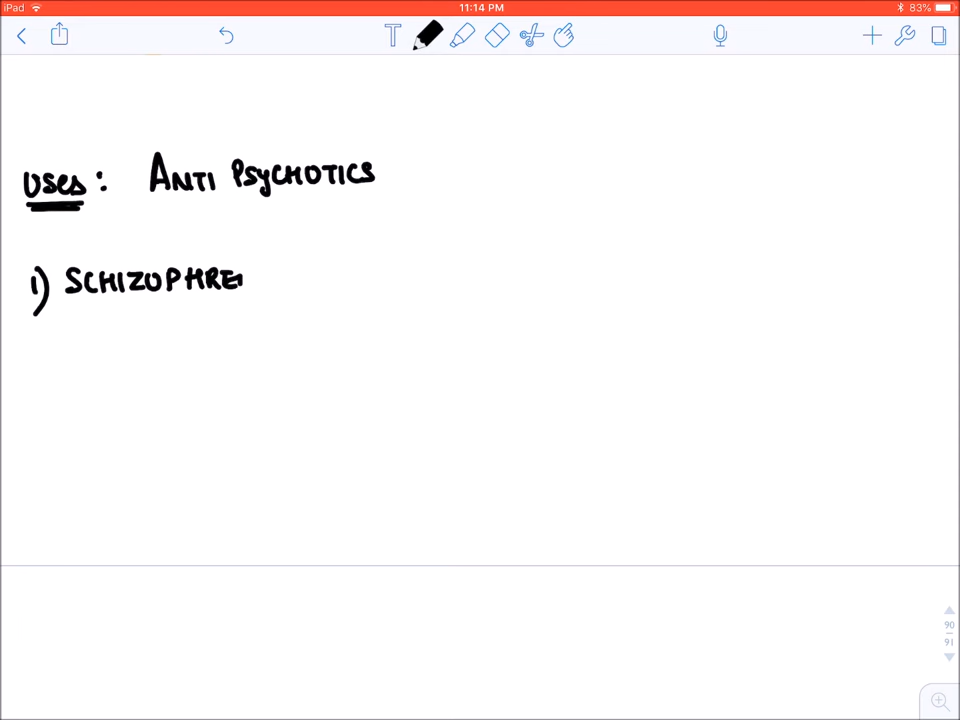 iPad 11:14 PM 83%
T
Uses: ANTI PSYCHOTICS
1) SCHIZOPHRE
90
91